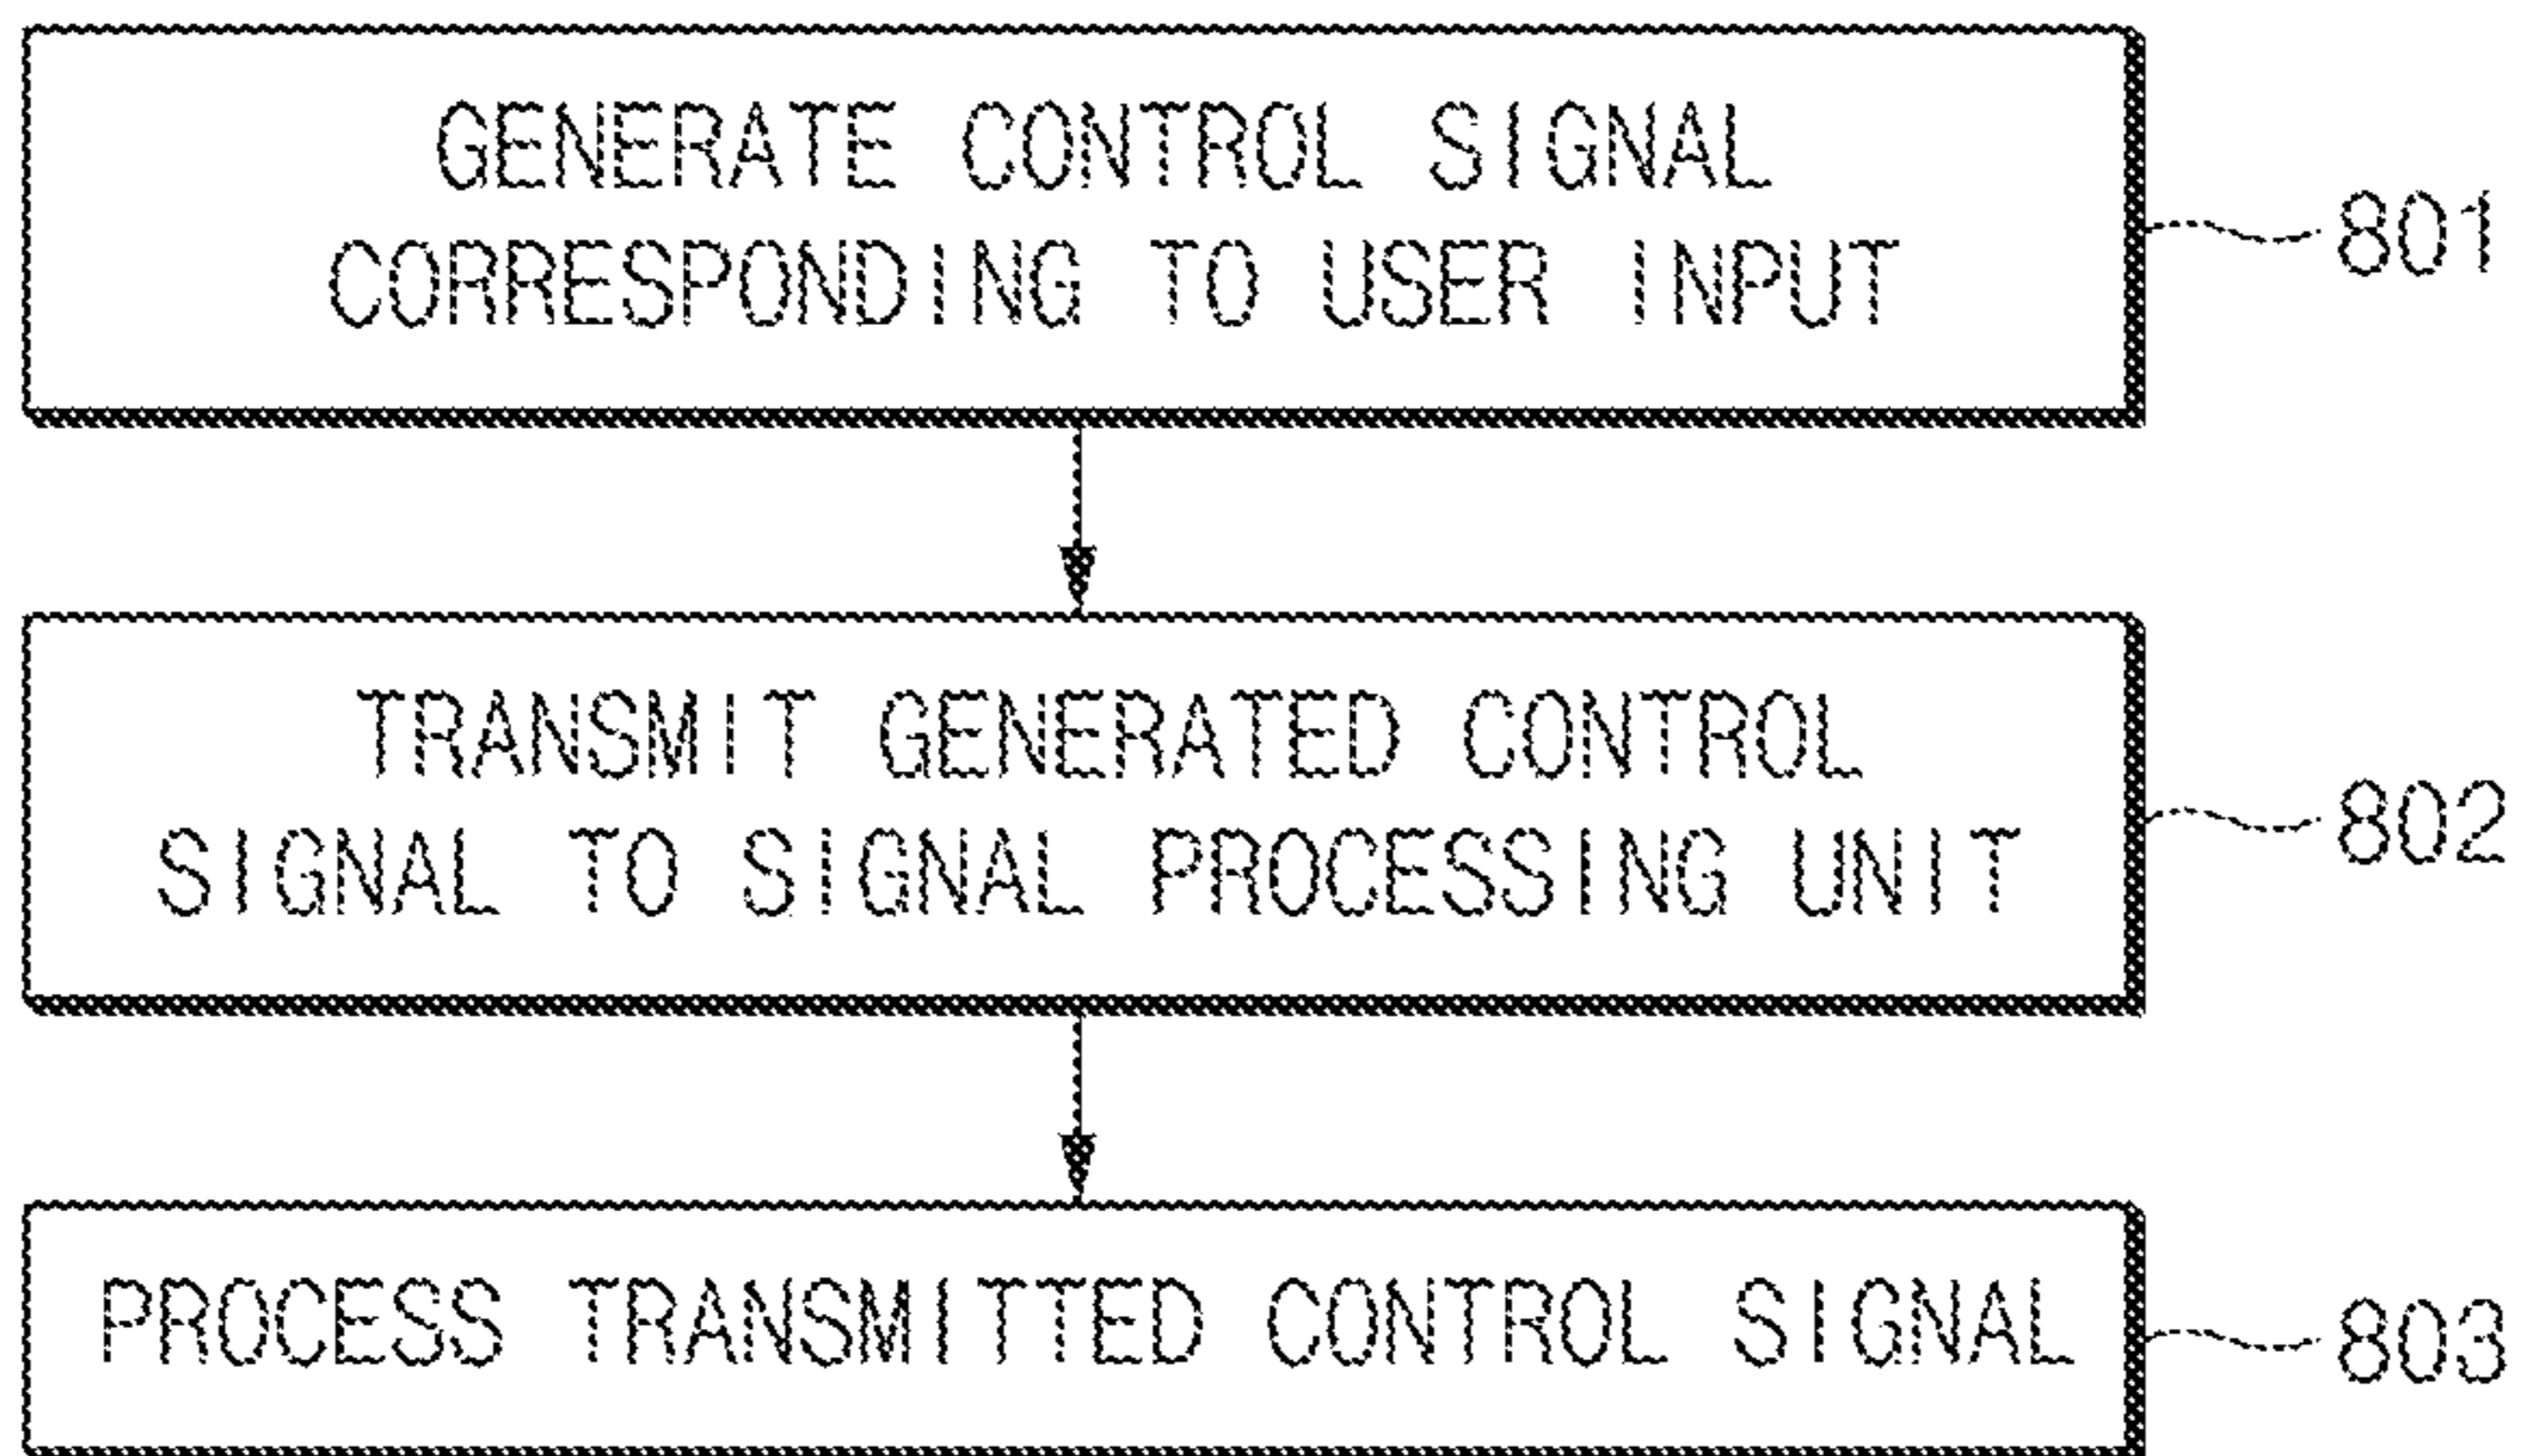 GENERATE CONTROL SIGNAL
CORRESPONDING TO USER INPUT
801
TRANSMIT GENERATED CONTROL
SIGNAL TO SIGNAL PROCESSING UNIT
802
PROCESS TRANSMITTED CONTROL SIGNAL
803